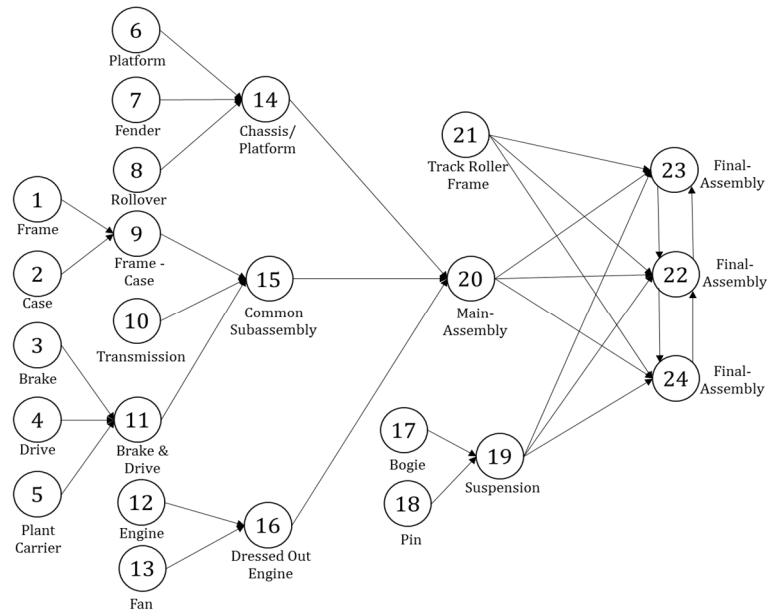 6
Platform
7
Fender
8
Rollover
14
Chassis/
Platform
1
Frame
2
Case
9
Frame -
Case
10
Transmission
15
Common
Subassembly
3
Brake
4
Drive
5
Plant
Carrier
11
Brake &
Drive
12
Engine
13
Fan
16
Dressed Out
Engine
20
Main-
Assembly
21
Track Roller
Frame
17
Bogie
18
Pin
19
Suspension
23
Final-
Assembly
22
Final-
Assembly
24
Final-
Assembly